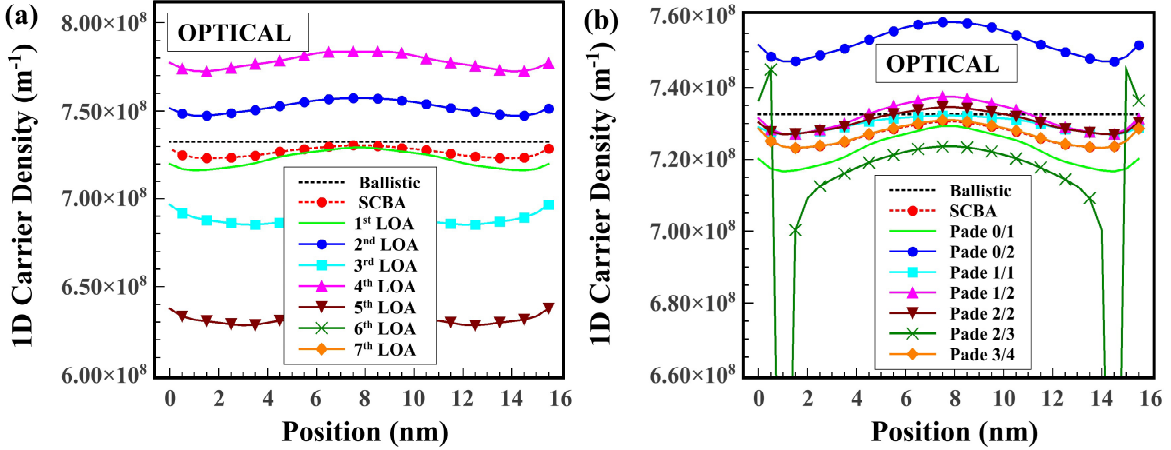 (a)
OPTICAL
1D Carrier Density (m⁻¹)
8.00×10⁸
7.50×10⁸
7.00×10⁸
6.50×10⁸
6.00×10⁸
Ballistic
SCBA
1ˢᵗ LOA
2ⁿᵈ LOA
3ʳᵈ LOA
4ᵗʰ LOA
5ᵗʰ LOA
6ᵗʰ LOA
7ᵗʰ LOA
0 2 4 6 8 10 12 14 16
Position (nm)
(b)
OPTICAL
1D Carrier Density (m⁻¹)
7.60×10⁸
7.40×10⁸
7.20×10⁸
7.00×10⁸
6.80×10⁸
6.60×10⁸
Ballistic
SCBA
Pade 0/1
Pade 0/2
Pade 1/1
Pade 1/2
Pade 2/2
Pade 2/3
Pade 3/4
0 2 4 6 8 10 12 14 16
Position (nm)